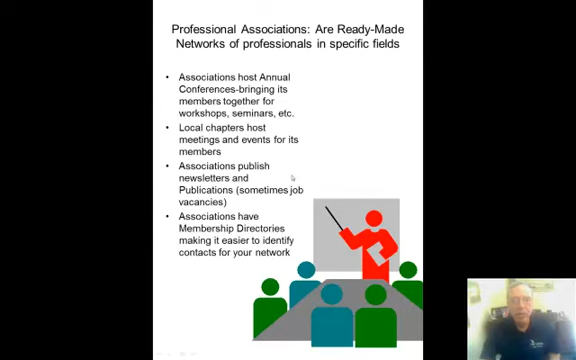 Professional Associations: Are Ready-Made
Networks of professionals in specific fields
• Associations host Annual
Conferences-bringing its
members together for
workshops, seminars, etc.
• Local chapters host
meetings and events for its
members
• Associations publish
newsletters and
Publications (sometimes job
vacancies)
• Associations have
Membership Directories
making it easier to identify
contacts for your network